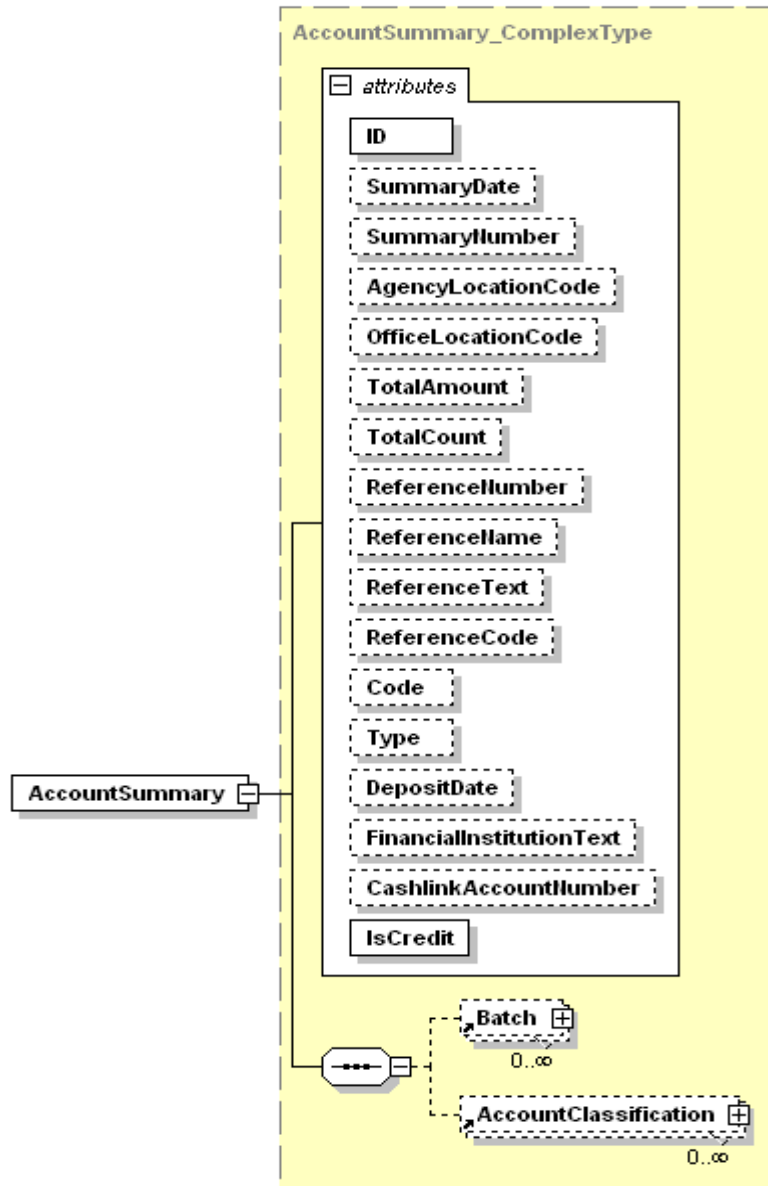 AccountSummary_ComplexType
attributes
ID
SummaryDate
SummaryNumber
AgencyLocationCode
OfficeLocationCode
TotalAmount
TotalCount
ReferenceNumber
ReferenceName
ReferenceText
ReferenceCode
Code
Type
DepositDate
FinancialInstitutionText
CashlinkAccountNumber
IsCredit
AccountSummary
Batch
0..∞
AccountClassification
0..∞